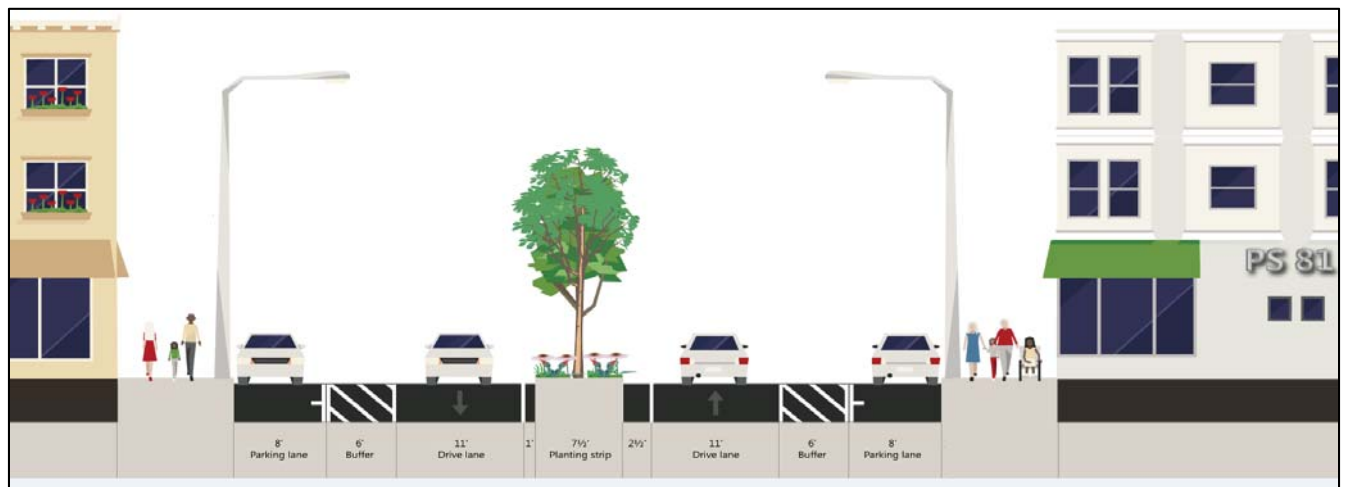 PS 81
8'
Parking lane
6'
Buffer
11'
Drive lane
1'
7½'
Planting strip
2½'
11'
Drive lane
6'
Buffer
8'
Parking lane